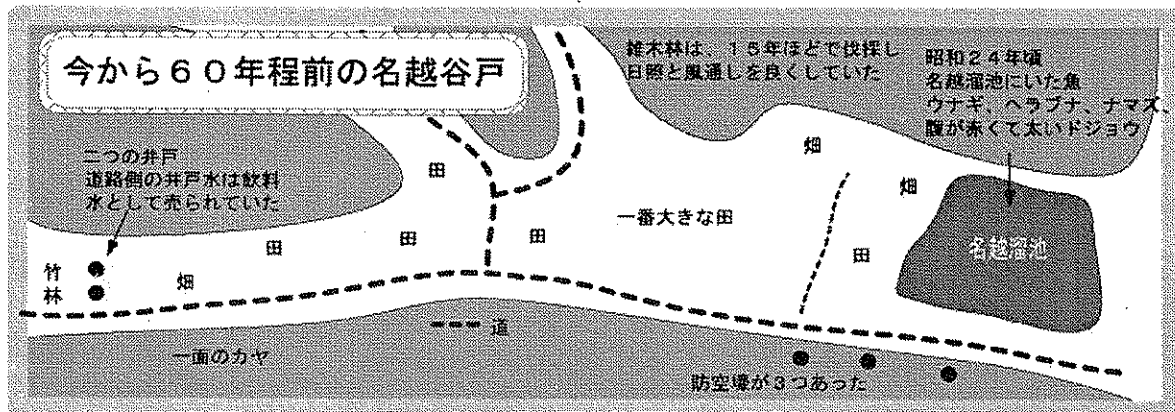 今から60年程前の名越谷戸
雑木林は、15年ほどで伐採し
日照と風通しを良くしていた
昭和24年頃
名越溜池にいた魚
ウナギ、ヘラブナ、ナマズ、
腹が赤くて太いドジョウ
二つの井戸
道路側の井戸水は飲料
水として売られていた
竹林
畑
田
田
田
田
一番大きな田
畑
畑
田
名越溜池
道
一面のカヤ
防空壕が3つあった